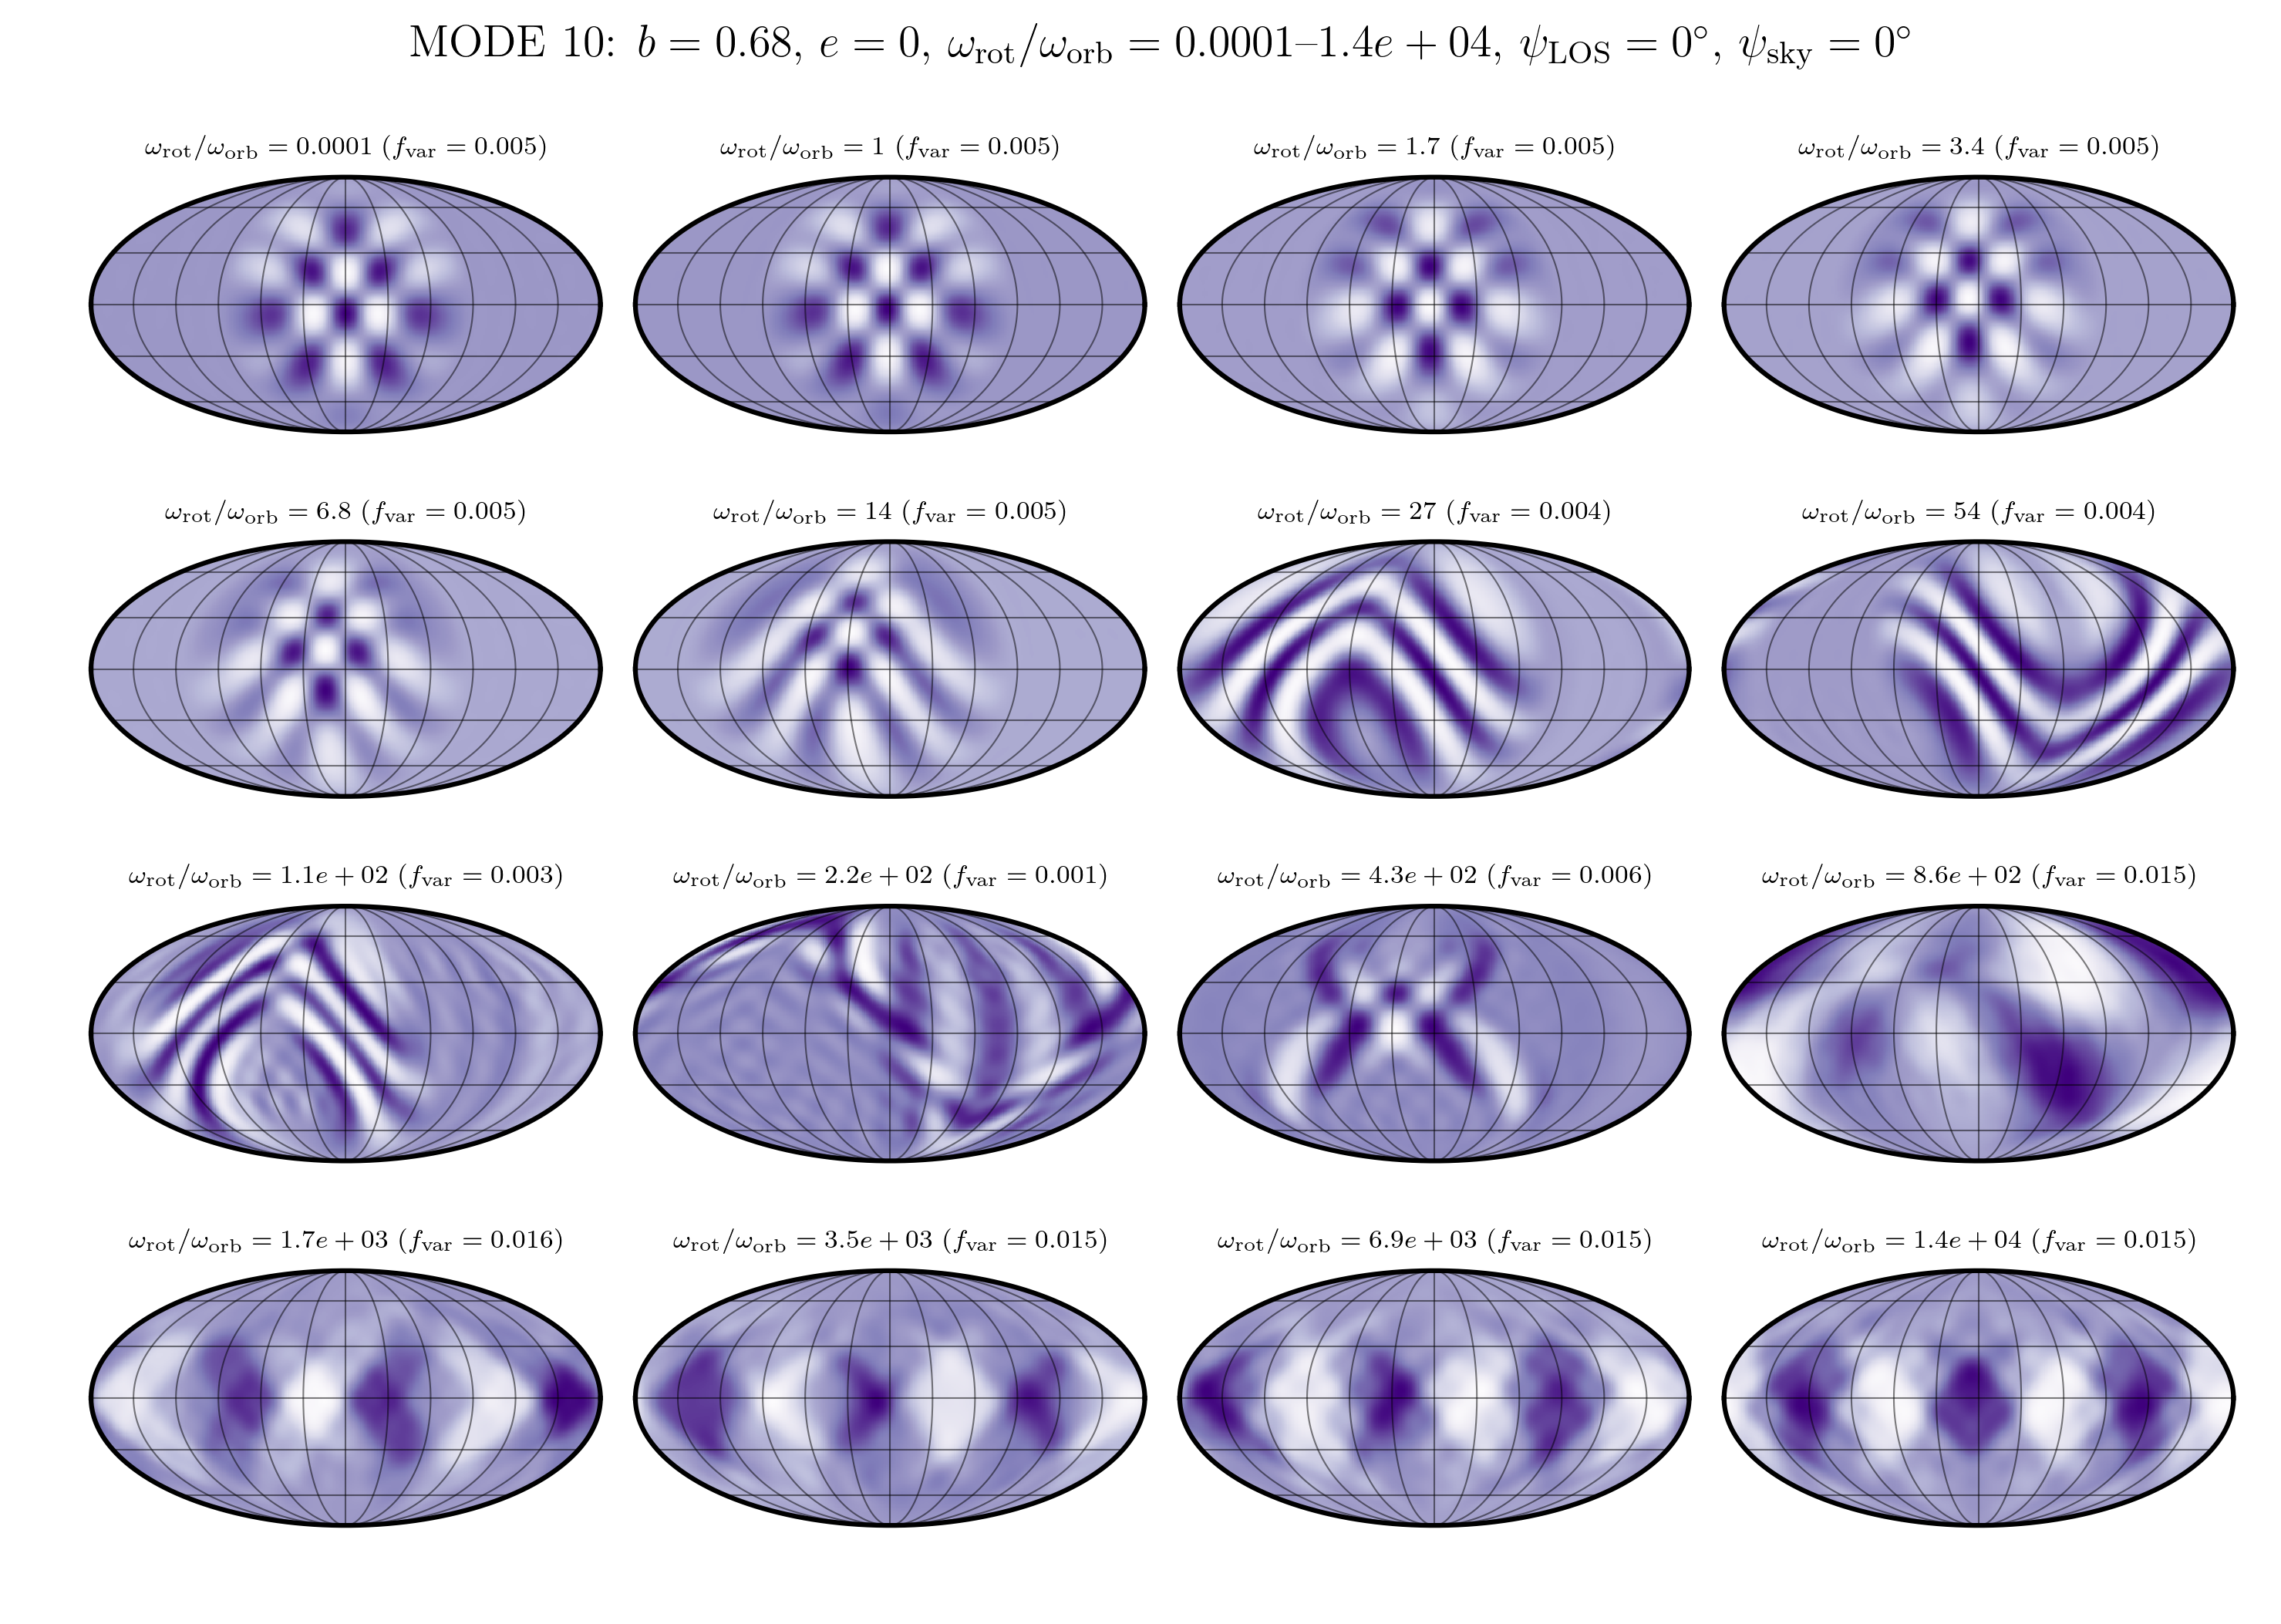 MODE 10: b = 0.68, e = 0, ω_rot/ω_orb = 0.0001–1.4e + 04, ψ_LOS = 0°, ψ_sky = 0°
ω_rot/ω_orb = 0.0001 (f_var = 0.005)
ω_rot/ω_orb = 1 (f_var = 0.005)
ω_rot/ω_orb = 1.7 (f_var = 0.005)
ω_rot/ω_orb = 3.4 (f_var = 0.005)
ω_rot/ω_orb = 6.8 (f_var = 0.005)
ω_rot/ω_orb = 14 (f_var = 0.005)
ω_rot/ω_orb = 27 (f_var = 0.004)
ω_rot/ω_orb = 54 (f_var = 0.004)
ω_rot/ω_orb = 1.1e + 02 (f_var = 0.003)
ω_rot/ω_orb = 2.2e + 02 (f_var = 0.001)
ω_rot/ω_orb = 4.3e + 02 (f_var = 0.006)
ω_rot/ω_orb = 8.6e + 02 (f_var = 0.015)
ω_rot/ω_orb = 1.7e + 03 (f_var = 0.016)
ω_rot/ω_orb = 3.5e + 03 (f_var = 0.015)
ω_rot/ω_orb = 6.9e + 03 (f_var = 0.015)
ω_rot/ω_orb = 1.4e + 04 (f_var = 0.015)